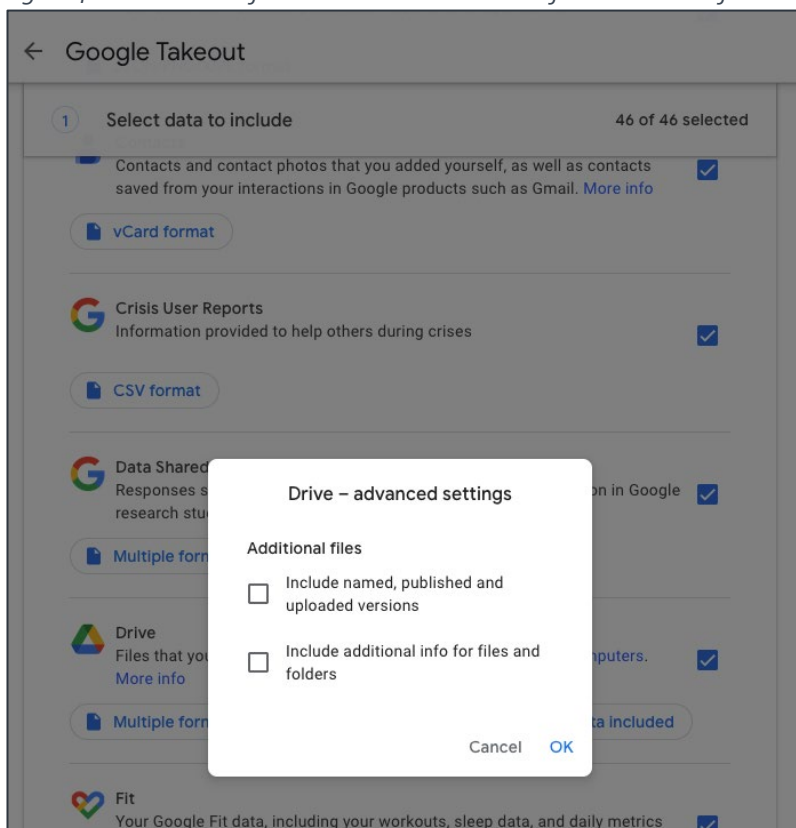 Google Takeout
1 Select data to include 46 of 46 selected
Contacts and contact photos that you added yourself, as well as contacts
saved from your interactions in Google products such as Gmail. More info
vCard format
Crisis User Reports
Information provided to help others during crises
CSV format
Data Shared
Responses s
on in Google
research stu
Multiple form
Drive – advanced settings
Additional files
Include named, published and
uploaded versions
Include additional info for files and
folders
Cancel OK
Drive
Files that you
mputers.
More info
Multiple form
ta included
Fit
Your Google Fit data, including your workouts, sleep data, and daily metrics